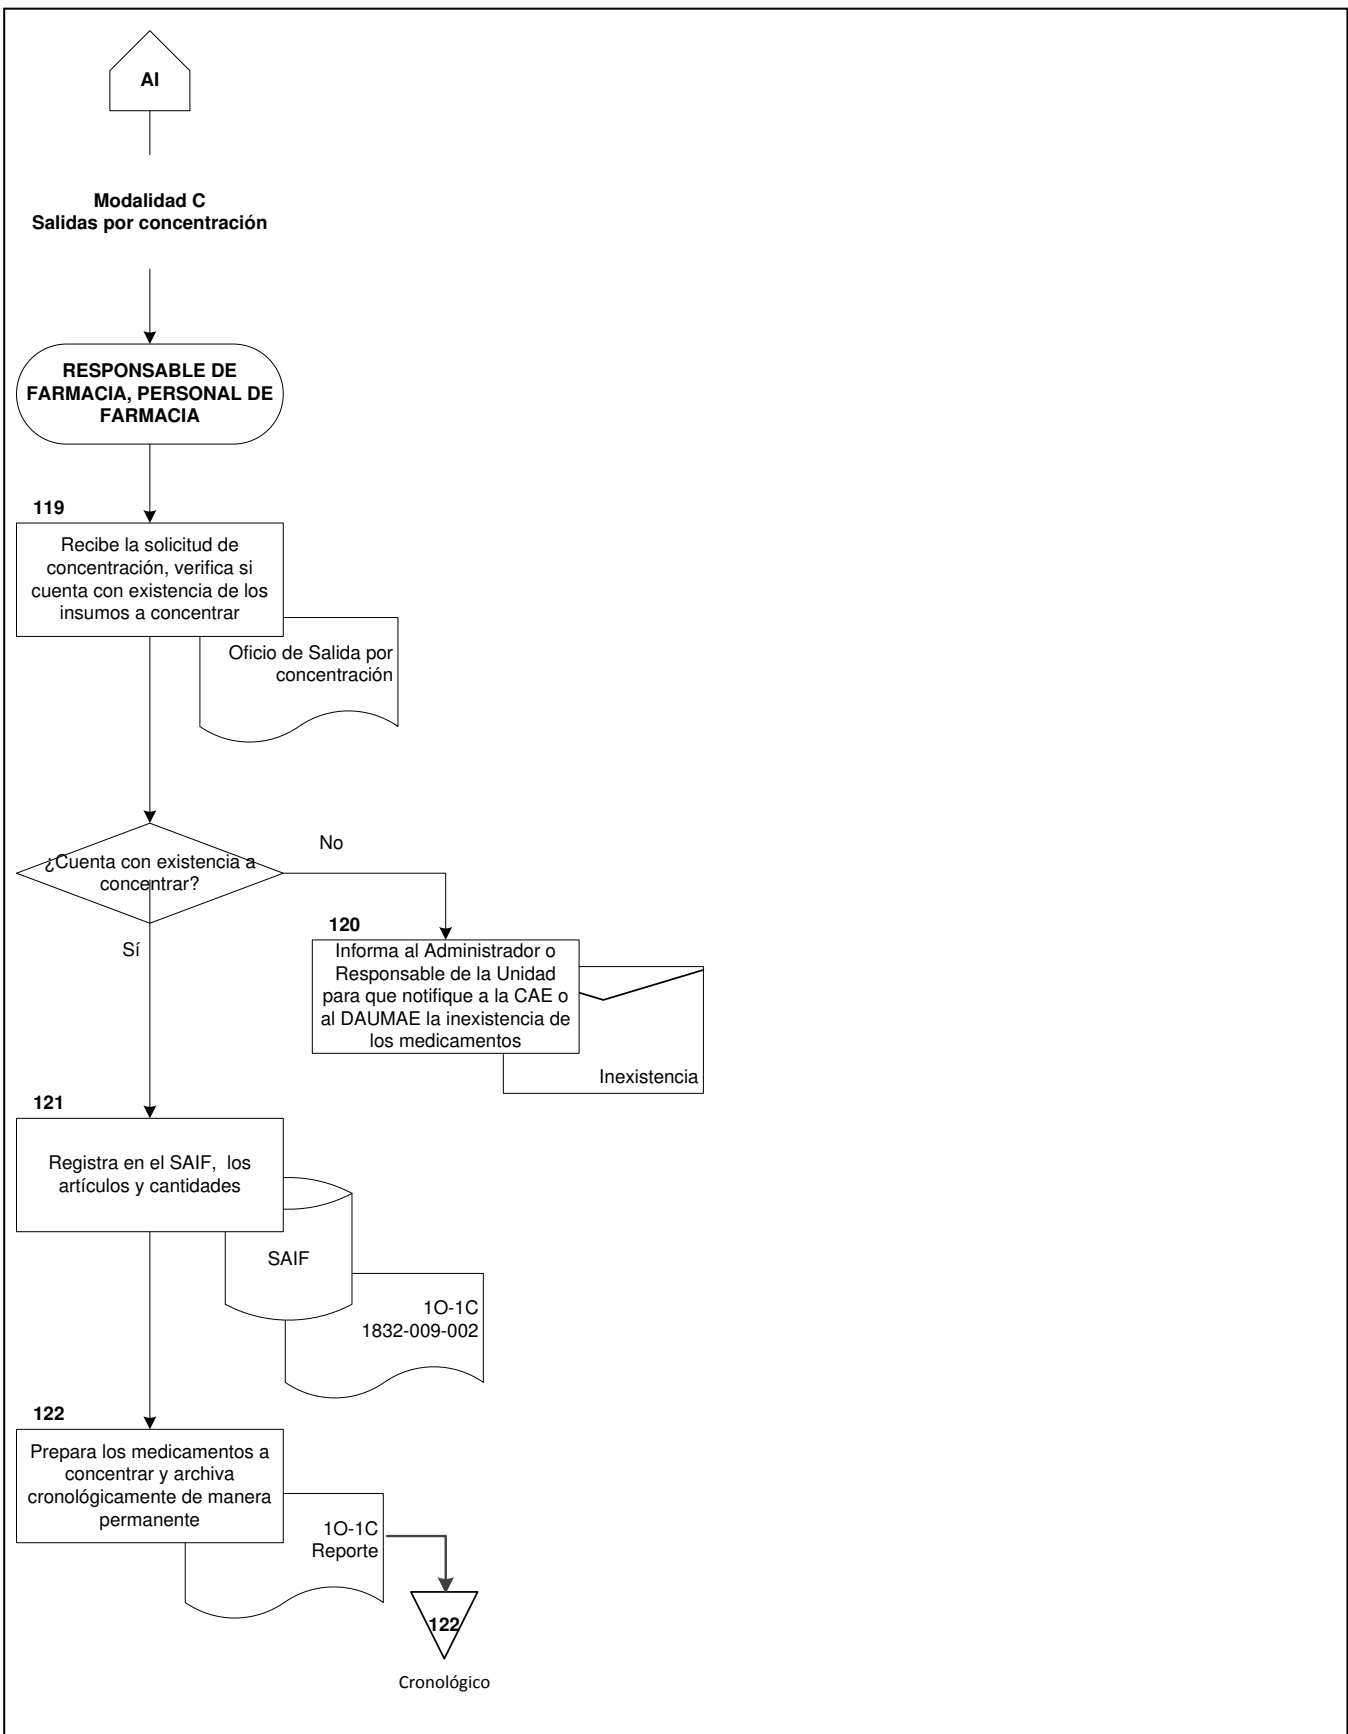 AI
Modalidad C
Salidas por concentración
RESPONSABLE DE
FARMACIA, PERSONAL DE
FARMACIA
119
Recibe la solicitud de
concentración, verifica si
cuenta con existencia de los
insumos a concentrar
Oficio de Salida por
concentración
¿Cuenta con existencia a
concentrar?
No
Sí
120
Informa al Administrador o
Responsable de la Unidad
para que notifique a la CAE o
al DAUMAE la inexistencia de
los medicamentos
Inexistencia
121
Registra en el SAIF, los
artículos y cantidades
SAIF
1O-1C
1832-009-002
122
Prepara los medicamentos a
concentrar y archiva
cronológicamente de manera
permanente
1O-1C
Reporte
122
Cronológico